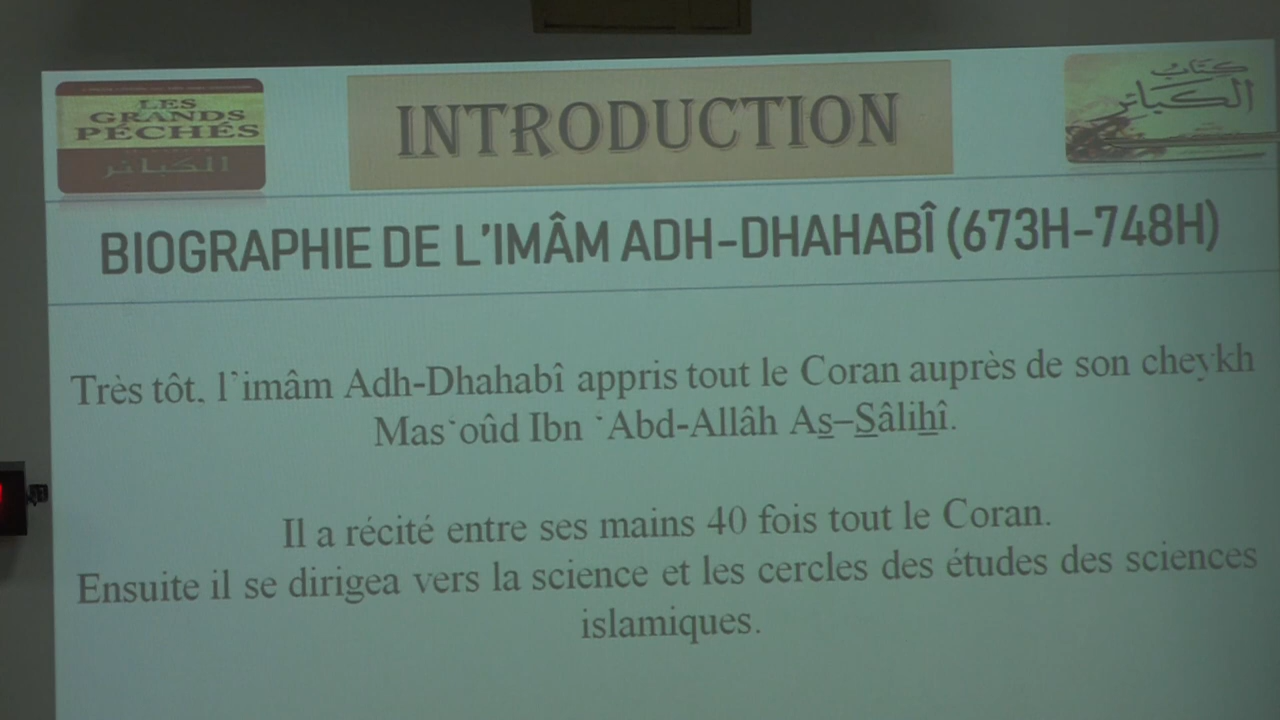 LES
GRANDS
PÉCHÉS
الكبائر
INTRODUCTION
كتاب
الكبائر
BIOGRAPHIE DE L'IMÂM ADH-DHAHABÎ (673H-748H)
Très tôt, l`imâm Adh-Dhahabî appris tout le Coran auprès de son cheykh
Mas`oûd Ibn `Abd-Allâh As–Sâlihî.
Il a récité entre ses mains 40 fois tout le Coran.
Ensuite il se dirigea vers la science et les cercles des études des sciences
islamiques.